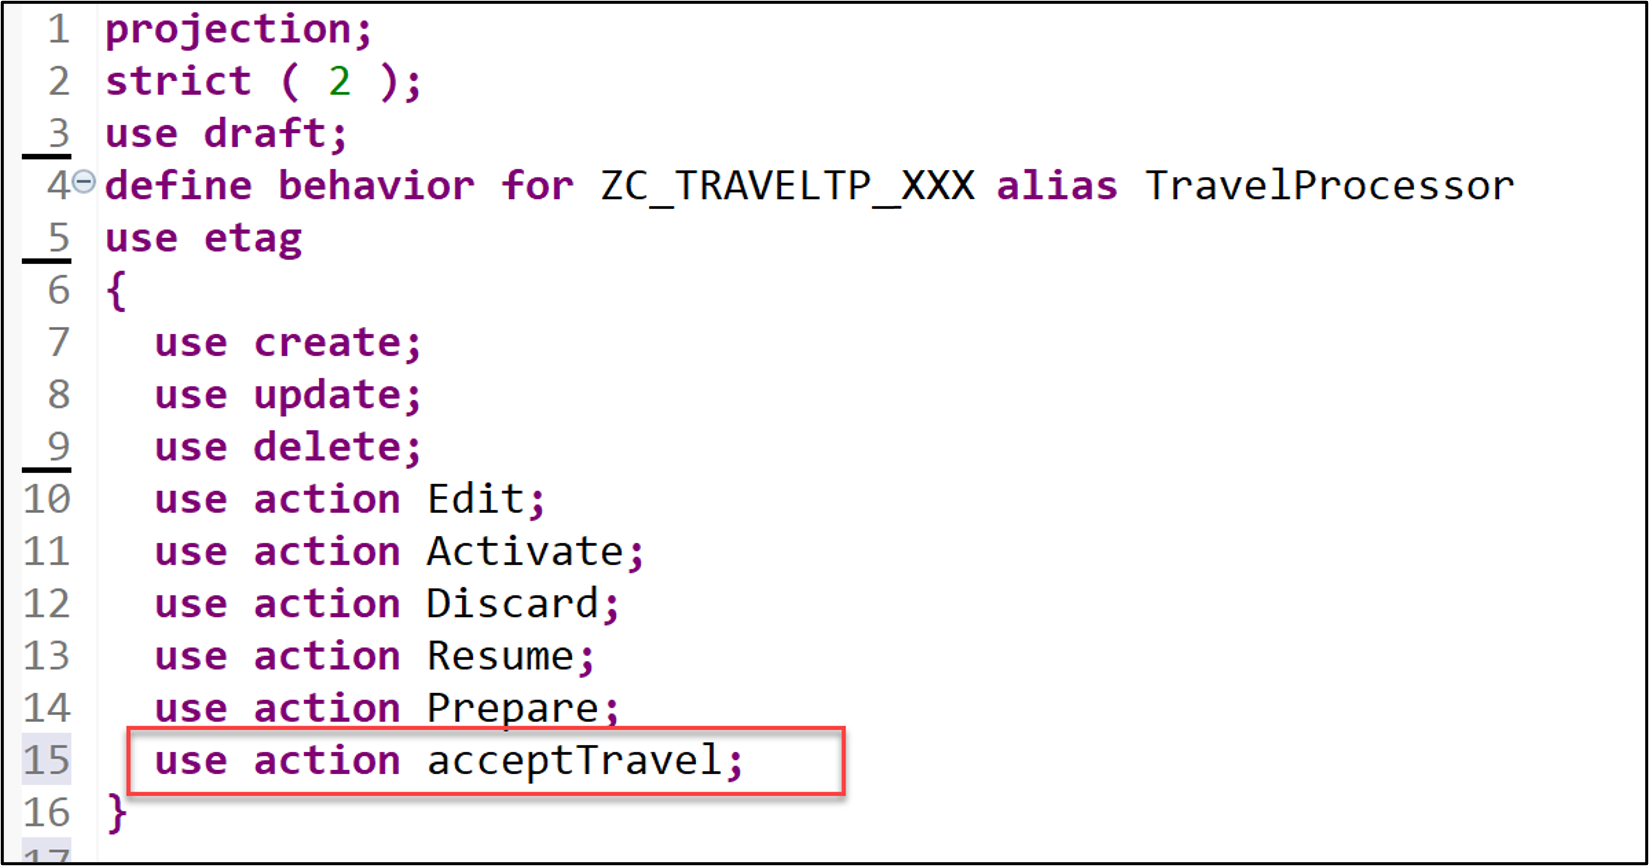 1 projection;
2 strict ( 2 );
3 use draft;
4 define behavior for ZC_TRAVELTP_XXX alias TravelProcessor
5 use etag
6 {
7 use create;
8 use update;
9 use delete;
10 use action Edit;
11 use action Activate;
12 use action Discard;
13 use action Resume;
14 use action Prepare;
15 use action acceptTravel;
16 }
17